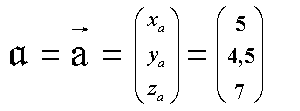 𝔞 = a⃗ = (x_a y_a z_a) = (5 4,5 7)